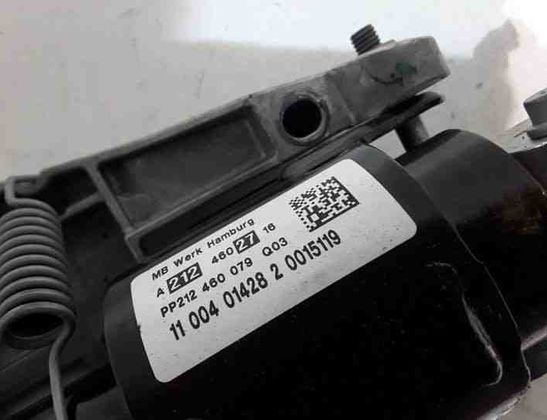 MB Werk Hamburg
A 212 460 27 16
PP212 460 079 Q03
11 004 01428 2 0015119